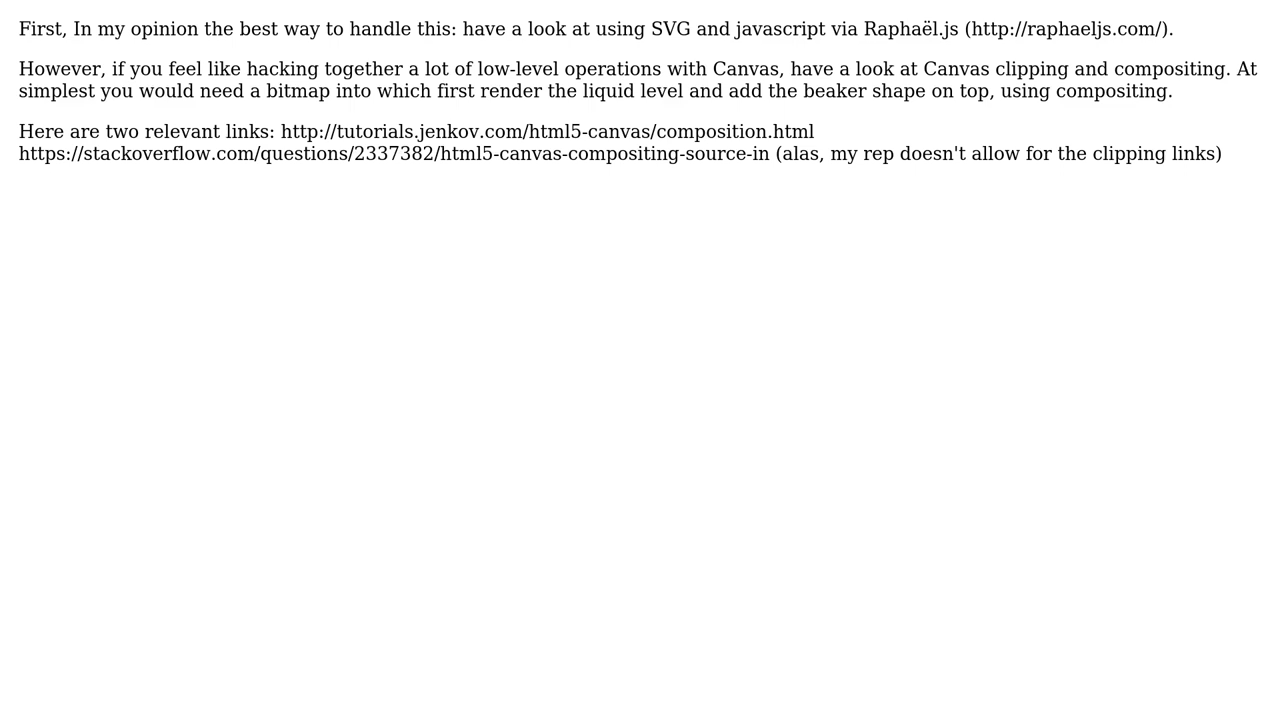 First, In my opinion the best way to handle this: have a look at using SVG and javascript via Raphaël.js (http://raphaeljs.com/).
However, if you feel like hacking together a lot of low-level operations with Canvas, have a look at Canvas clipping and compositing. At
simplest you would need a bitmap into which first render the liquid level and add the beaker shape on top, using compositing.
Here are two relevant links: http://tutorials.jenkov.com/html5-canvas/composition.html
https://stackoverflow.com/questions/2337382/html5-canvas-compositing-source-in (alas, my rep doesn't allow for the clipping links)